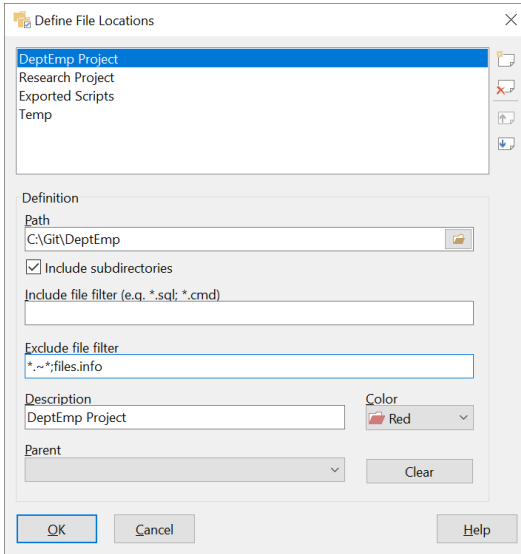 Define File Locations
DeptEmp Project
Research Project
Exported Scripts
Temp
Definition
Path
C:\Git\DeptEmp
Include subdirectories
Include file filter (e.g. *.sql; *.cmd)
Exclude file filter
*.~*;files.info
Description
Color
DeptEmp Project
Red
Parent
Clear
OK
Cancel
Help